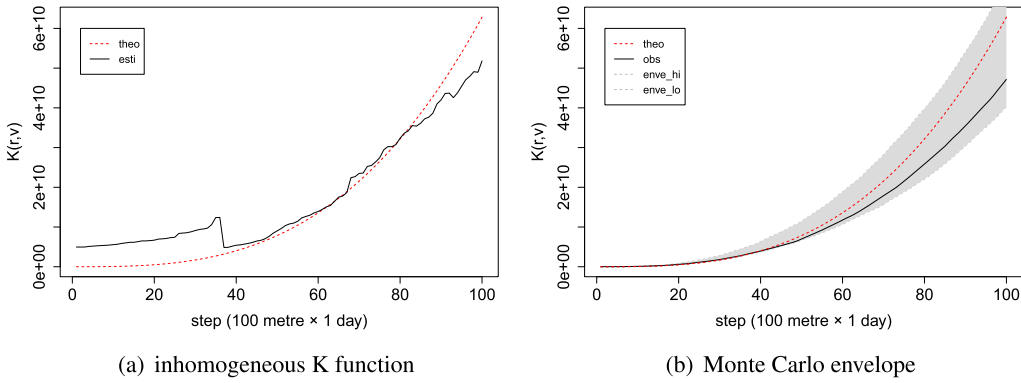 K(r,v)
0e+00
2e+10
4e+10
6e+10
theo
esti
0
20
40
60
80
100
step (100 metre × 1 day)
(a) inhomogeneous K function
K(r,v)
0e+00
2e+10
4e+10
6e+10
theo
obs
enve_hi
enve_lo
0
20
40
60
80
100
step (100 metre × 1 day)
(b) Monte Carlo envelope